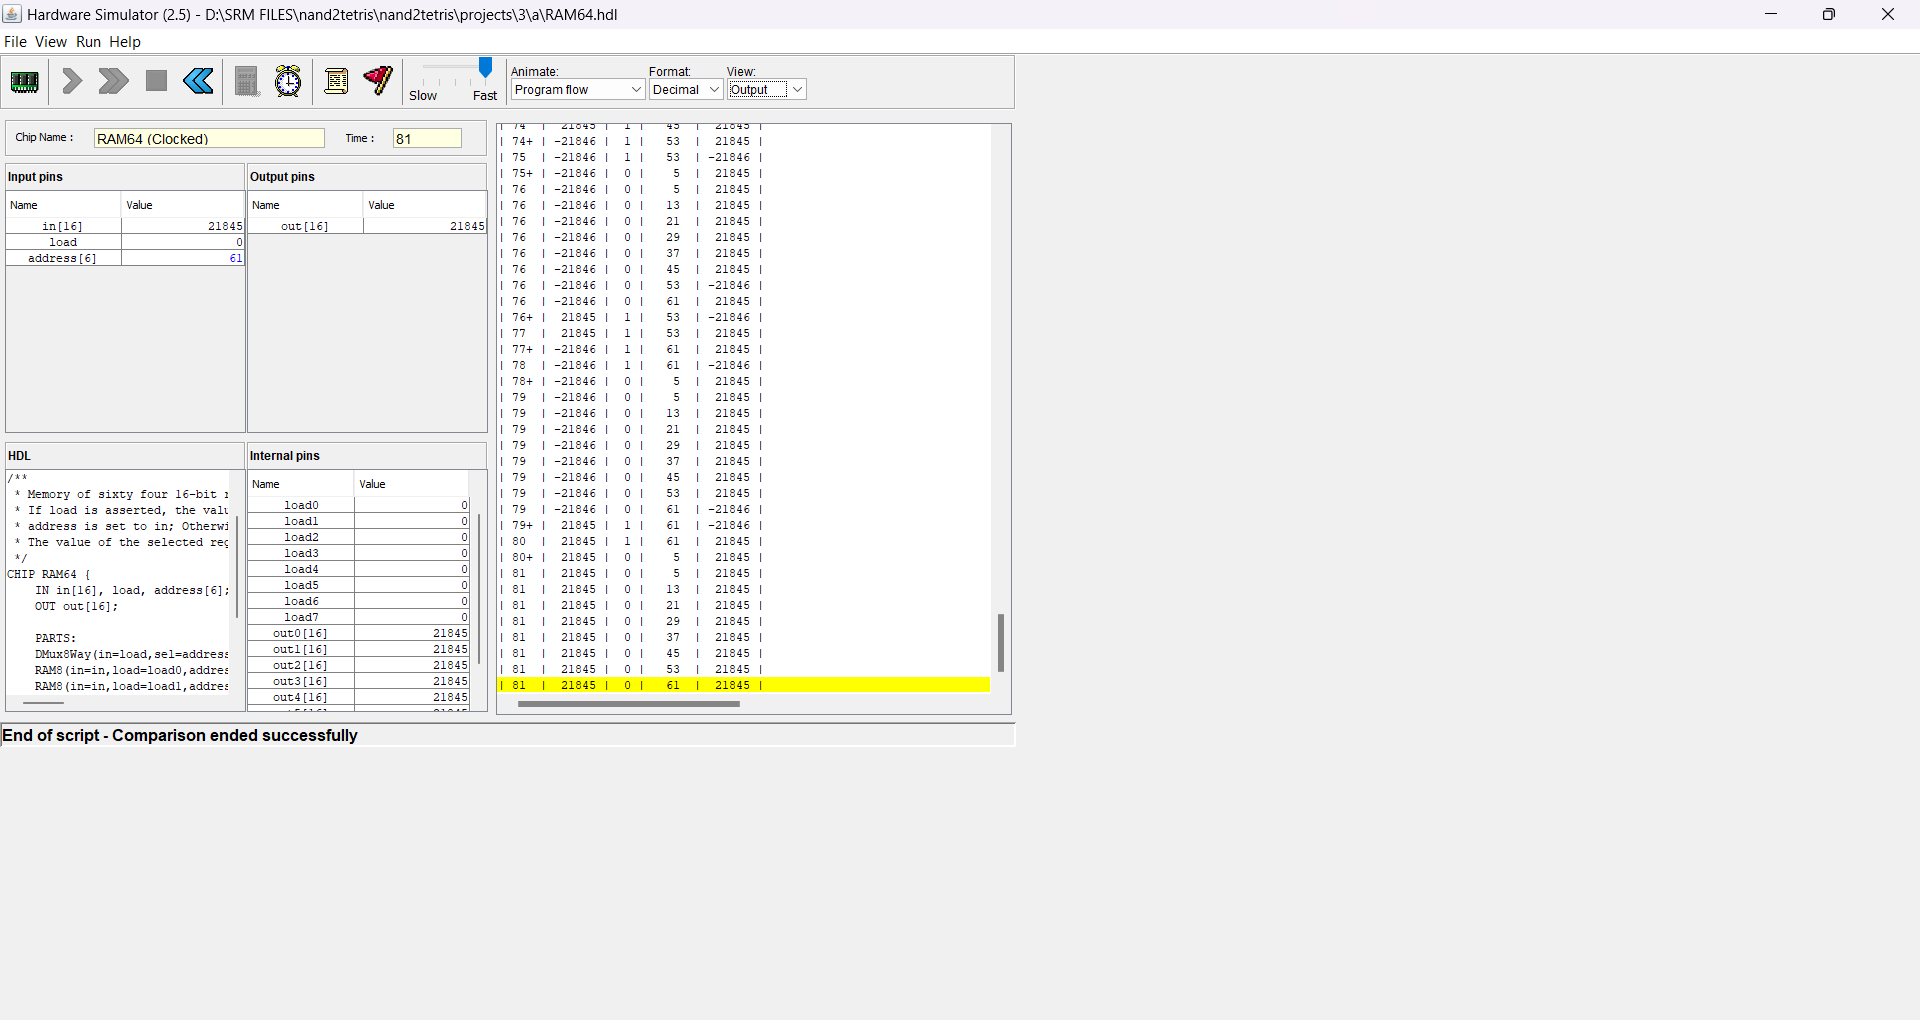 Hardware Simulator (2.5) - D:\SRM FILES\nand2tetris\nand2tetris\projects\3\a\RAM64.hdl
File View Run Help
Slow Fast
Animate: Format: View:
Program flow Decimal Output
Chip Name : RAM64 (Clocked) Time : 81
Input pins
Name Value
in[16] 21845
load 0
address[6] 61
Output pins
Name Value
out[16] 21845
HDL
/**
* Memory of sixty four 16-bit
* If load is asserted, the
* address is set to in;
* The value of the selected
*/
CHIP RAM64 {
IN in[16], load, address[6];
OUT out[16];
PARTS:
DMux8Way(in=load,sel=address
RAM8(in=in,load=load0,addres
RAM8(in=in,load=load1,addres
Internal pins
Name Value
load0 0
load1 0
load2 0
load3 0
load4 0
load5 0
load6 0
load7 0
out0[16] 21845
out1[16] 21845
out2[16] 21845
out3[16] 21845
out4[16] 21845
| 74 | 21845 | 1 | 45 | 21845 |
| 74+ | -21846 | 1 | 53 | 21845 |
| 75 | -21846 | 1 | 53 | -21846 |
| 75+ | -21846 | 0 | 5 | 21845 |
| 76 | -21846 | 0 | 5 | 21845 |
| 76 | -21846 | 0 | 13 | 21845 |
| 76 | -21846 | 0 | 21 | 21845 |
| 76 | -21846 | 0 | 29 | 21845 |
| 76 | -21846 | 0 | 37 | 21845 |
| 76 | -21846 | 0 | 45 | 21845 |
| 76 | -21846 | 0 | 53 | -21846 |
| 76 | -21846 | 0 | 61 | 21845 |
| 76+ | 21845 | 1 | 53 | -21846 |
| 77 | 21845 | 1 | 53 | 21845 |
| 77+ | -21846 | 1 | 61 | 21845 |
| 78 | -21846 | 1 | 61 | -21846 |
| 78+ | -21846 | 0 | 5 | 21845 |
| 79 | -21846 | 0 | 5 | 21845 |
| 79 | -21846 | 0 | 13 | 21845 |
| 79 | -21846 | 0 | 21 | 21845 |
| 79 | -21846 | 0 | 29 | 21845 |
| 79 | -21846 | 0 | 37 | 21845 |
| 79 | -21846 | 0 | 45 | 21845 |
| 79 | -21846 | 0 | 53 | 21845 |
| 79 | -21846 | 0 | 61 | -21846 |
| 79+ | 21845 | 1 | 61 | -21846 |
| 80 | 21845 | 1 | 61 | 21845 |
| 80+ | 21845 | 0 | 5 | 21845 |
| 81 | 21845 | 0 | 5 | 21845 |
| 81 | 21845 | 0 | 13 | 21845 |
| 81 | 21845 | 0 | 21 | 21845 |
| 81 | 21845 | 0 | 29 | 21845 |
| 81 | 21845 | 0 | 37 | 21845 |
| 81 | 21845 | 0 | 45 | 21845 |
| 81 | 21845 | 0 | 53 | 21845 |
| 81 | 21845 | 0 | 61 | 21845 |
End of script - Comparison ended successfully